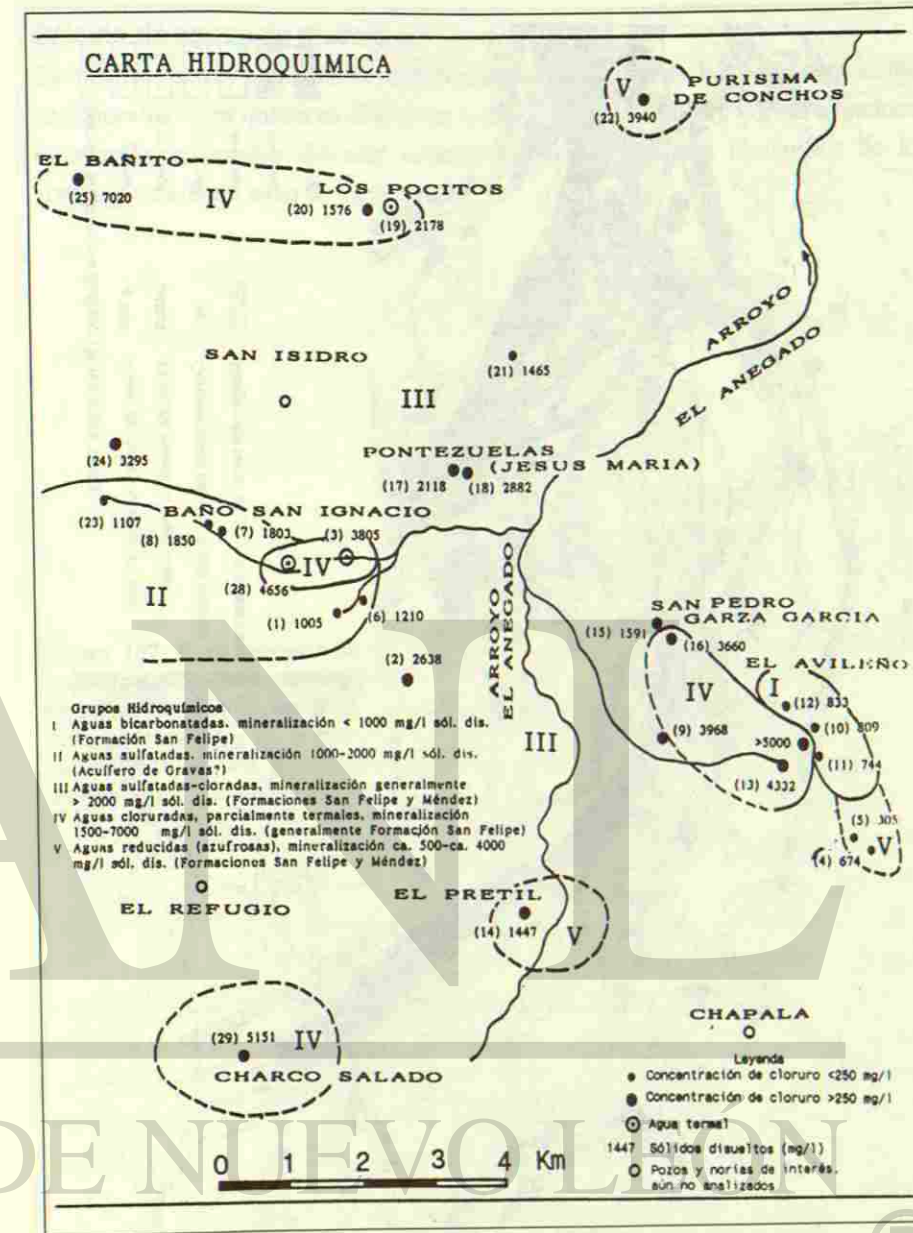 CARTA HIDROQUIMICA
V
PURISIMA
DE CONCHOS
(22) 3940
EL BAÑITO
(25) 7020
IV
LOS POCITOS
(20) 1576
(19) 2178
ARROYO
EL ANEGADO
SAN ISIDRO
(21) 1465
III
(24) 3295
PONTEZUELAS
(JESUS MARIA)
(17) 2118
(18) 2882
(23) 1107
BAÑO SAN IGNACIO
(8) 1850
(7) 1803
(3) 3805
IV
(28) 4656
II
(1) 1005
(6) 1210
ARROYO
EL ANEGADO
SAN PEDRO
GARZA GARCIA
(15) 1591
(16) 3660
EL AVILEÑO
(2) 2638
IV
I
(12) 833
(9) 3968
>5000
(10) 809
(11) 744
(13) 4332
III
(5) 305
(4) 674
V
Grupos Hidroquímicos
I Aguas bicarbonatadas, mineralización < 1000 mg/l sól. dis.
(Formación San Felipe)
II Aguas sulfatadas, mineralización 1000-2000 mg/l sól. dis.
(Acuífero de Gravas")
III Aguas sulfatadas-cloradas, mineralización generalmente
> 2000 mg/l sól. dis. (Formaciones San Felipe y Méndez)
IV Aguas cloruradas, parcialmente termales, mineralización
1500-7000 mg/l sól. dis. (generalmente Formación San Felipe)
V Aguas reducidas (azufrosas), mineralización ca. 500-ca. 4000
mg/l sól. dis. (Formaciones San Felipe y Méndez)
EL REFUGIO
EL PRETIL
(14) 1447
V
(29) 5151
IV
CHARCO SALADO
CHAPALA
Leyenda
Concentración de cloruro <250 mg/l
Concentración de cloruro >250 mg/l
Agua termal
1447 Sólidos disueltos (mg/l)
Pozos y norias de interés,
aún no analizados
0 1 2 3 4 Km
ANL
DE NUEVO LEÓN
®